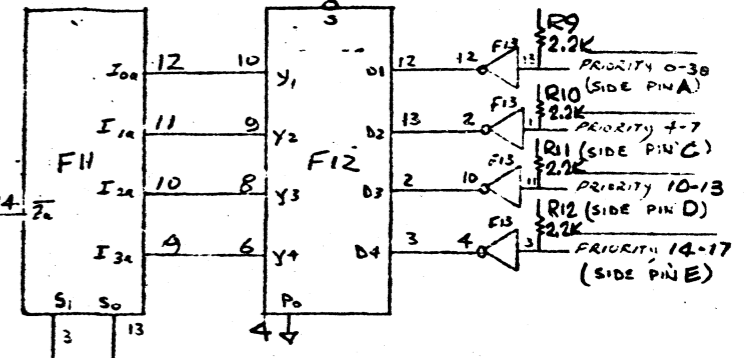 S
R9
2.2K
I0a 12 10 Y1 D1 12 12 F13 13 PRIORITY 0-3
(SIDE PIN A)
R10
2.2K
I1a 11 9 Y2 D2 13 2 F13 1 PRIORITY 4-7
(SIDE PIN C)
F11 F12
R11
2.2K
I2a 10 8 Y3 D3 2 10 F13 11 PRIORITY 10-13
(SIDE PIN D)
14 2a
R12
2.2K
I3a 9 6 Y4 D4 3 4 F13 3 PRIORITY 14-17
(SIDE PIN E)
S1 S0 P0
3 13 4